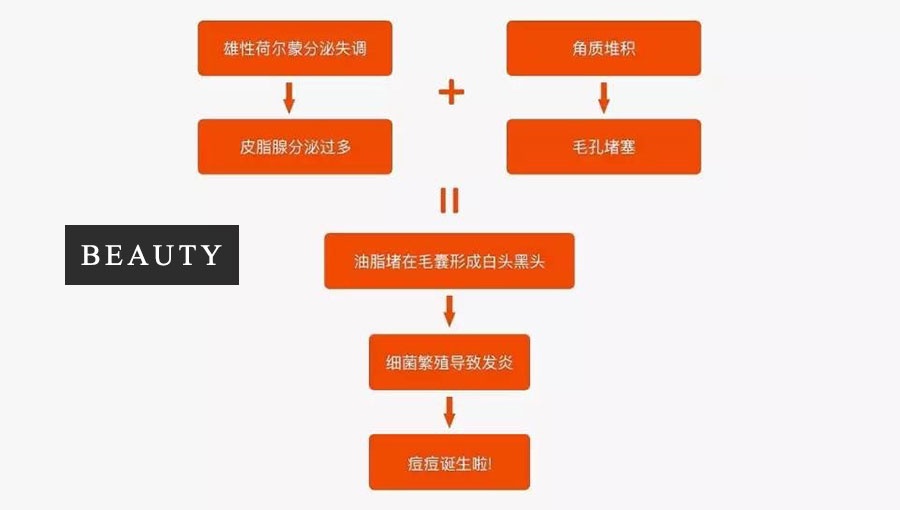 雄性荷尔蒙分泌失调
角质堆积
+
皮脂腺分泌过多
毛孔堵塞
BEAUTY
油脂堵在毛囊形成白头黑头
细菌繁殖导致发炎
痘痘诞生啦!